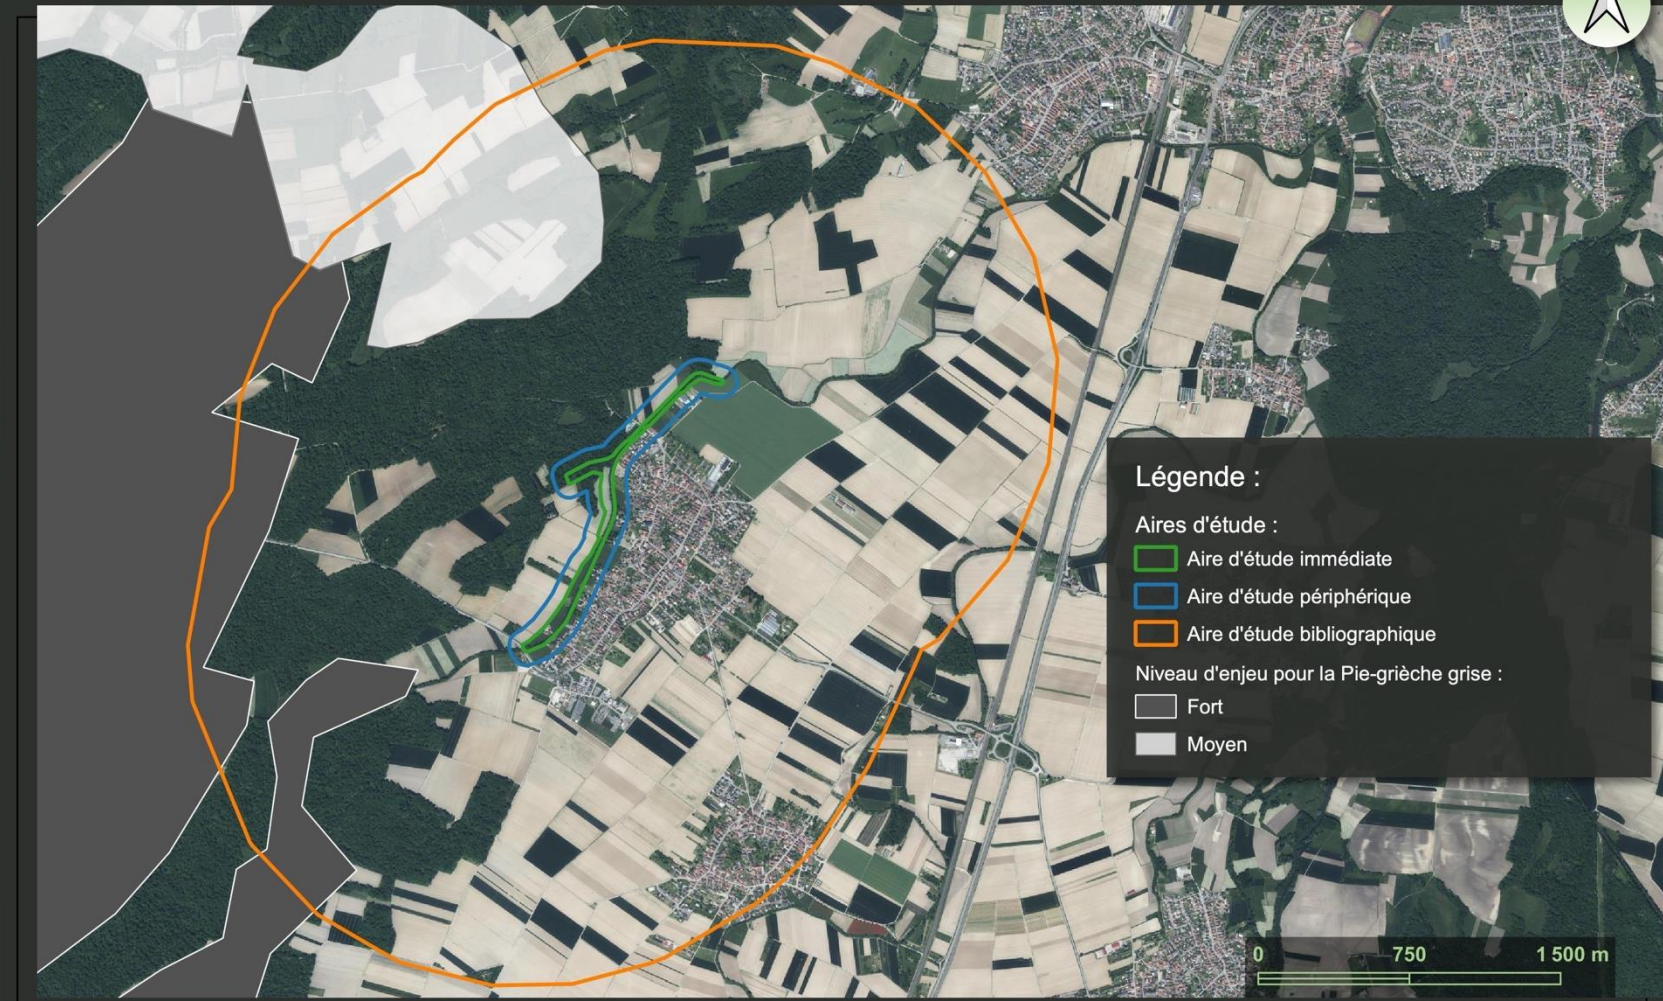 Légende :
Aires d'étude :
Aire d'étude immédiate
Aire d'étude périphérique
Aire d'étude bibliographique
Niveau d'enjeu pour la Pie-grièche grise :
Fort
Moyen
0 750 1 500 m